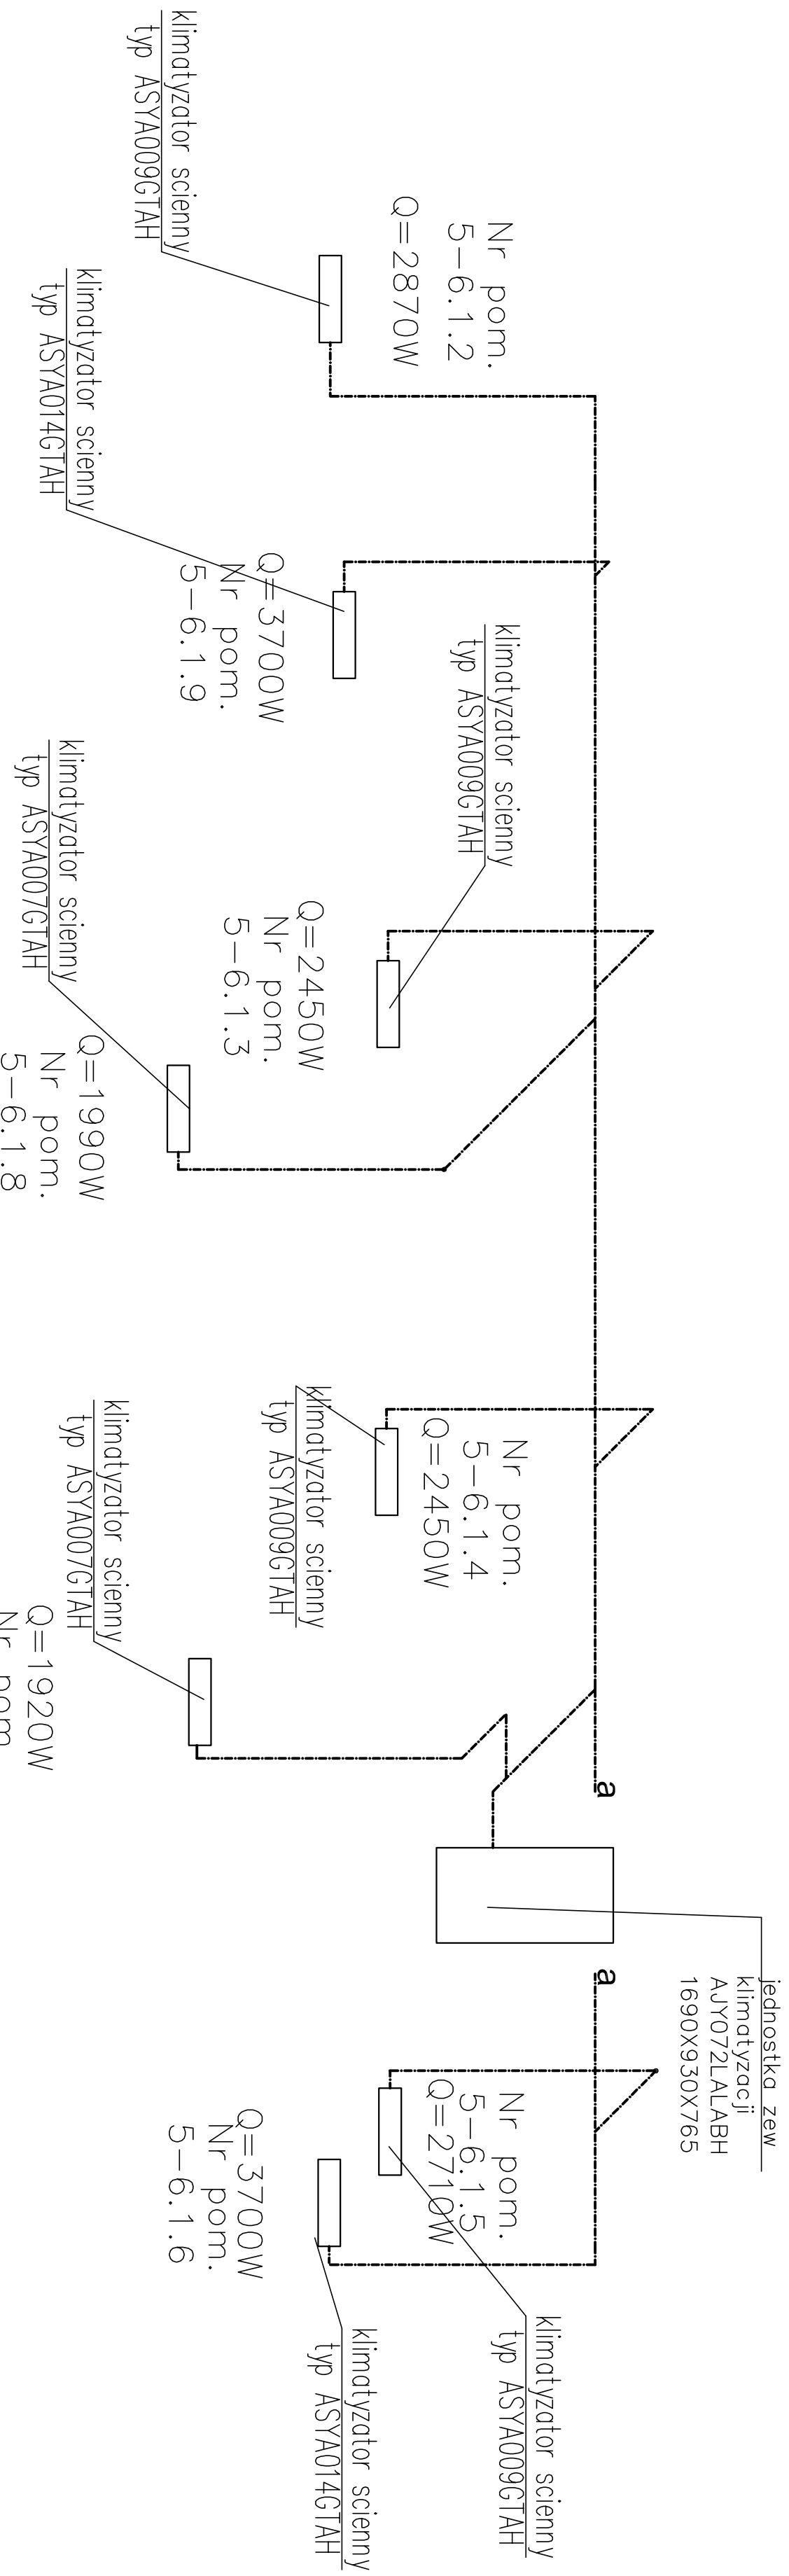 klimatyzator scienny
typ ASYA009GTAH
Nr pom.
5-6.1.2
Q=2870W
klimatyzator scienny
typ ASYA014GTAH
Q=3700W
Nr pom.
5-6.1.9
klimatyzator scienny
typ ASYA009GTAH
Q=2450W
Nr pom.
5-6.1.3
klimatyzator scienny
typ ASYA007GTAH
Q=1990W
Nr pom.
5-6.1.8
Nr pom.
5-6.1.4
Q=2450W
klimatyzator scienny
typ ASYA009GTAH
klimatyzator scienny
typ ASYA007GTAH
Q=1920W
Nr pom
a
a
jednostka zew
klimatyzacji
AJY072LALABH
1690X930X765
Nr pom.
5-6.1.5
Q=2710W
Q=3700W
Nr pom.
5-6.1.6
klimatyzator scienny
typ ASYA009GTAH
klimatyzator scienny
typ ASYA014GTAH